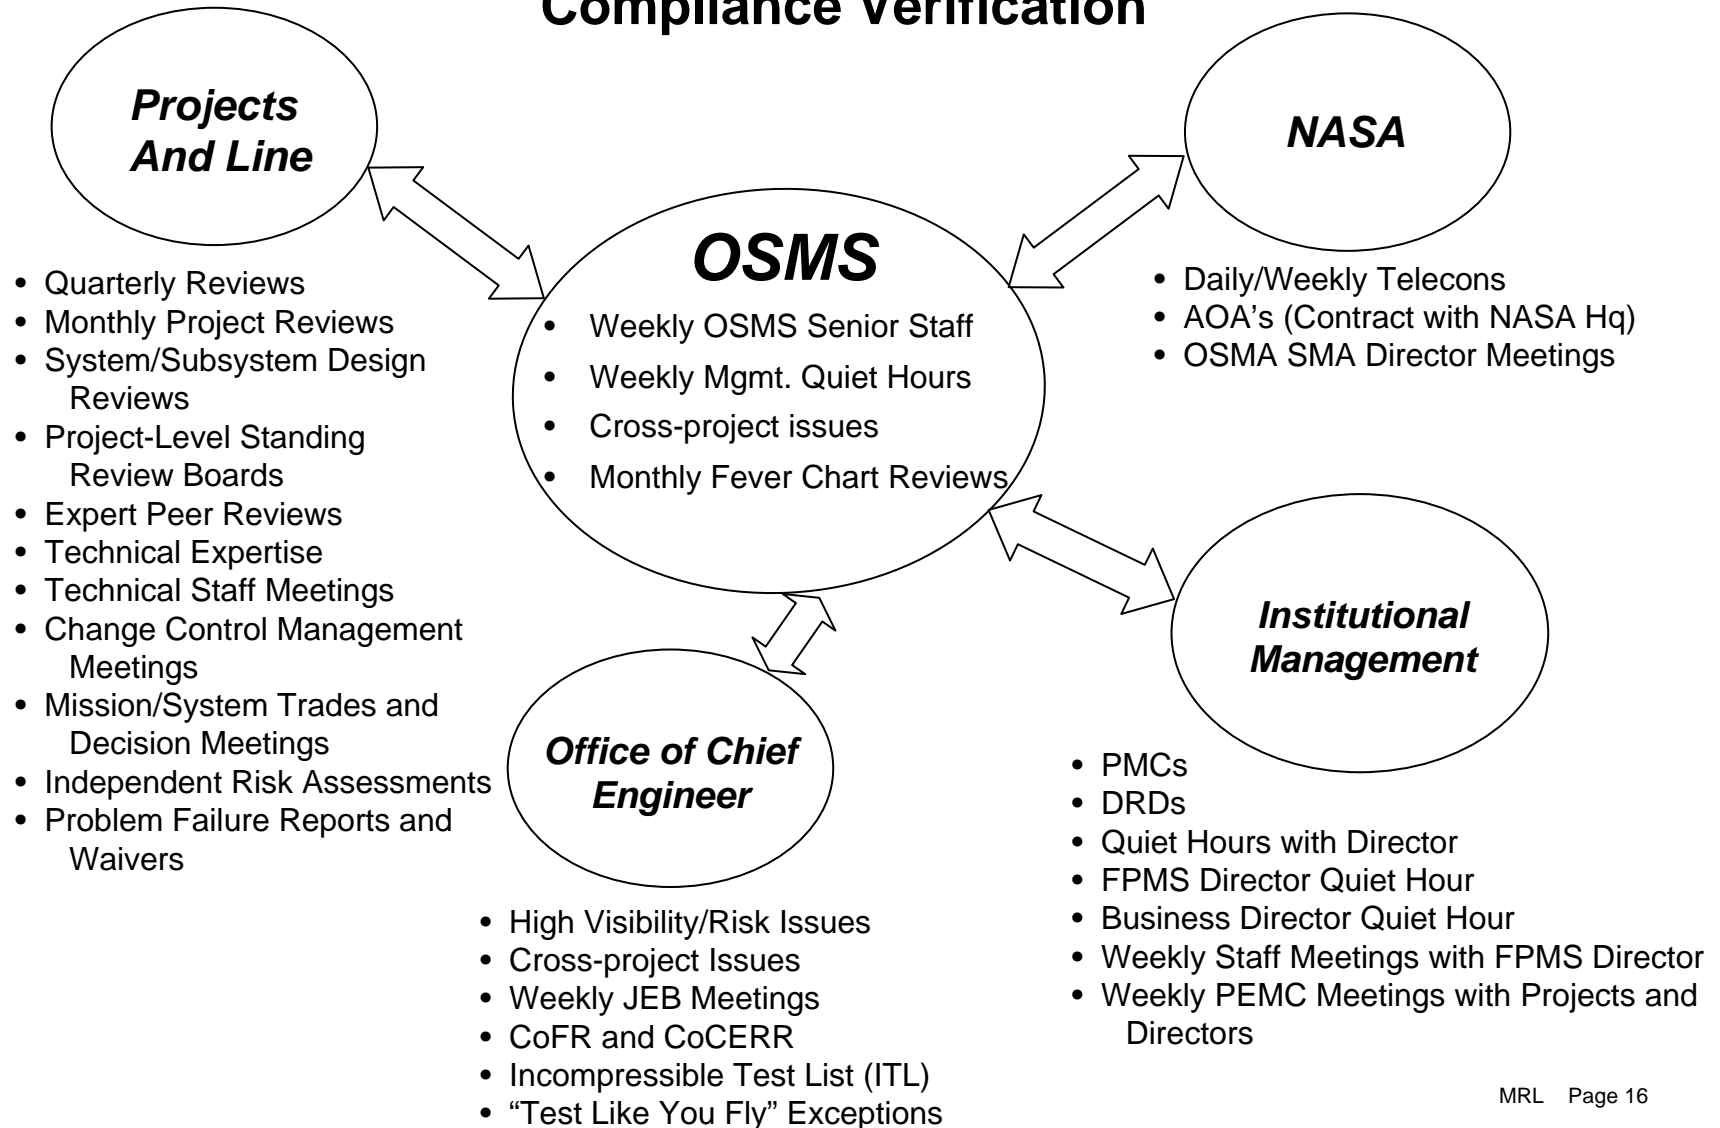 Compliance Verification
Projects
And Line
• Quarterly Reviews
• Monthly Project Reviews
• System/Subsystem Design
Reviews
• Project-Level Standing
Review Boards
• Expert Peer Reviews
• Technical Expertise
• Technical Staff Meetings
• Change Control Management
Meetings
• Mission/System Trades and
Decision Meetings
• Independent Risk Assessments
• Problem Failure Reports and
Waivers
OSMS
• Weekly OSMS Senior Staff
• Weekly Mgmt. Quiet Hours
• Cross-project issues
• Monthly Fever Chart Reviews
NASA
• Daily/Weekly Telecons
• AOA's (Contract with NASA Hq)
• OSMA SMA Director Meetings
Office of Chief
Engineer
• High Visibility/Risk Issues
• Cross-project Issues
• Weekly JEB Meetings
• CoFR and CoCERR
• Incompressible Test List (ITL)
• “Test Like You Fly” Exceptions
Institutional
Management
• PMCs
• DRDs
• Quiet Hours with Director
• FPMS Director Quiet Hour
• Business Director Quiet Hour
• Weekly Staff Meetings with FPMS Director
• Weekly PEMC Meetings with Projects and
Directors
MRL Page 16